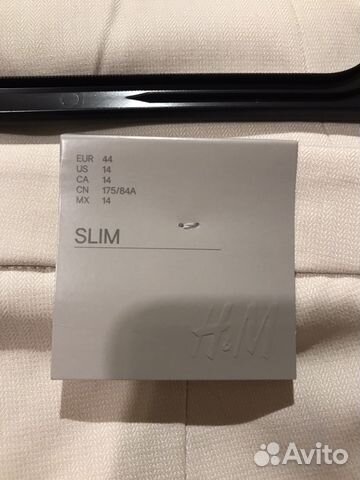 EUR 44
US 14
CA 14
CN 175/84A
MX 14
SLIM
H&M
Avito